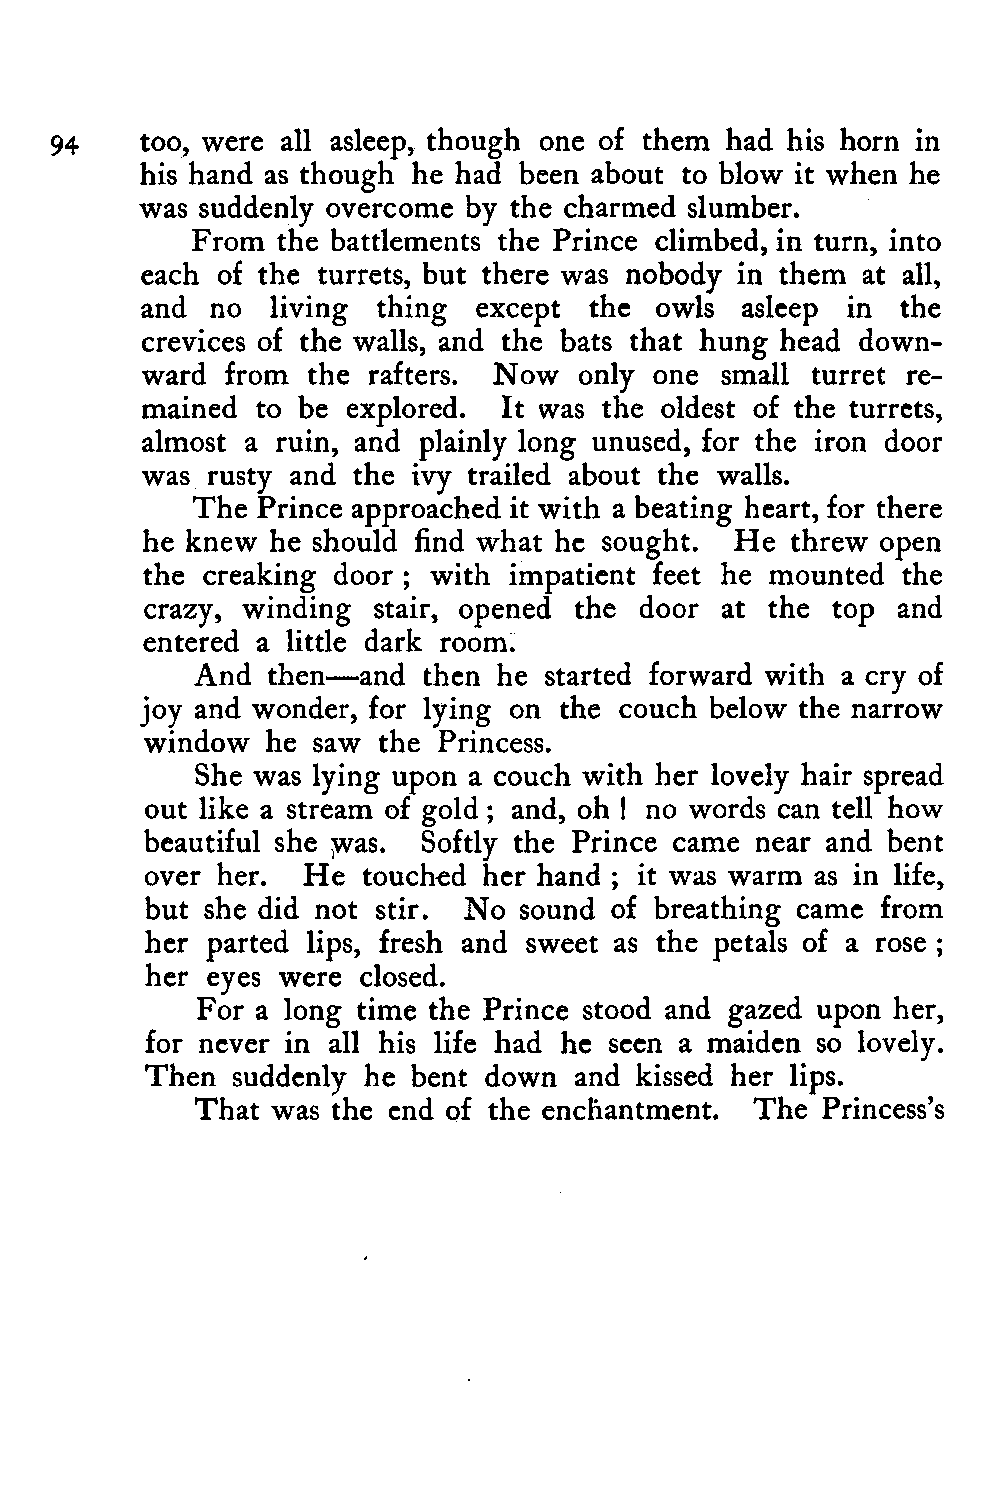 94 too, were all asleep, though one of them had his horn in
his hand as though he had been about to blow it when he
was suddenly overcome by the charmed slumber.
From the battlements the Prince climbed, in turn, into
each of the turrets, but there was nobody in them at all,
and no living thing except the owls asleep in the
crevices of the walls, and the bats that hung head down-
ward from the rafters. Now only one small turret re-
mained to be explored. It was the oldest of the turrets,
almost a ruin, and plainly long unused, for the iron door
was rusty and the ivy trailed about the walls.
The Prince approached it with a beating heart, for there
he knew he should find what he sought. He threw open
the creaking door ; with impatient feet he mounted the
crazy, winding stair, opened the door at the top and
entered a little dark room.
And then—and then he started forward with a cry of
joy and wonder, for lying on the couch below the narrow
window he saw the Princess.
She was lying upon a couch with her lovely hair spread
out like a stream of gold ; and, oh ! no words can tell how
beautiful she was. Softly the Prince came near and bent
over her. He touched her hand ; it was warm as in life,
but she did not stir. No sound of breathing came from
her parted lips, fresh and sweet as the petals of a rose ;
her eyes were closed.
For a long time the Prince stood and gazed upon her,
for never in all his life had he seen a maiden so lovely.
Then suddenly he bent down and kissed her lips.
That was the end of the enchantment. The Princess's